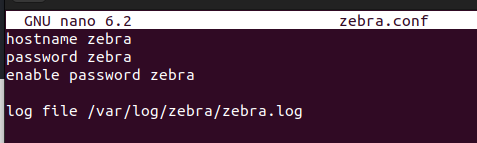 GNU nano 6.2 zebra.conf
hostname zebra
password zebra
enable password zebra
log file /var/log/zebra/zebra.log